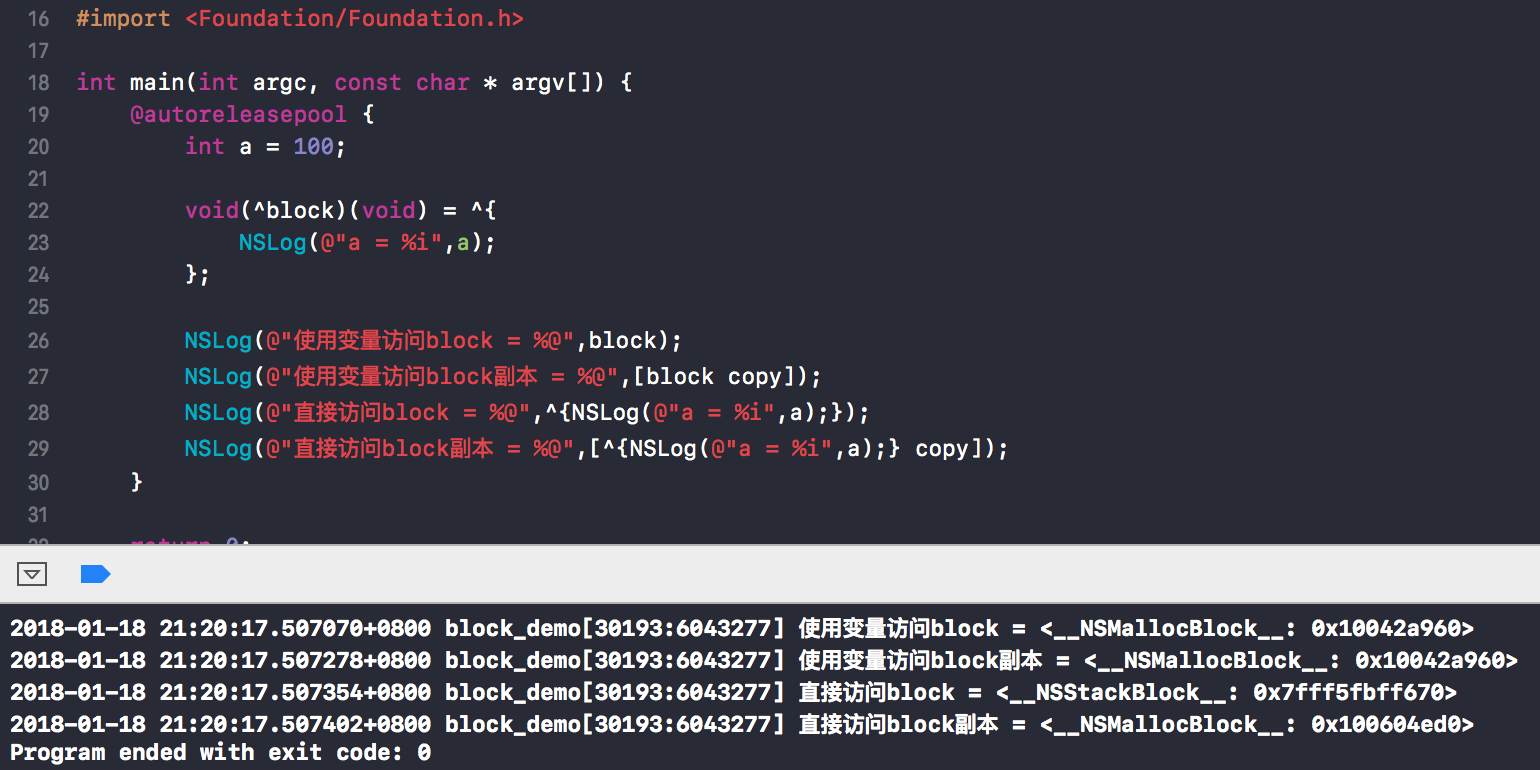 16 #import <Foundation/Foundation.h>
17
18 int main(int argc, const char * argv[]) {
19     @autoreleasepool {
20         int a = 100;
21
22         void(^block)(void) = ^{
23             NSLog(@"a = %i",a);
24         };
25
26         NSLog(@"使用变量访问block = %@",block);
27         NSLog(@"使用变量访问block副本 = %@",[block copy]);
28         NSLog(@"直接访问block = %@",^{NSLog(@"a = %i",a);});
29         NSLog(@"直接访问block副本 = %@",[^{NSLog(@"a = %i",a);} copy]);
30     }
31
32     return 0;
2018-01-18 21:20:17.507070+0800 block_demo[30193:6043277] 使用变量访问block = <__NSMallocBlock__: 0x10042a960>
2018-01-18 21:20:17.507278+0800 block_demo[30193:6043277] 使用变量访问block副本 = <__NSMallocBlock__: 0x10042a960>
2018-01-18 21:20:17.507354+0800 block_demo[30193:6043277] 直接访问block = <__NSStackBlock__: 0x7fff5fbff670>
2018-01-18 21:20:17.507402+0800 block_demo[30193:6043277] 直接访问block副本 = <__NSMallocBlock__: 0x100604ed0>
Program ended with exit code: 0